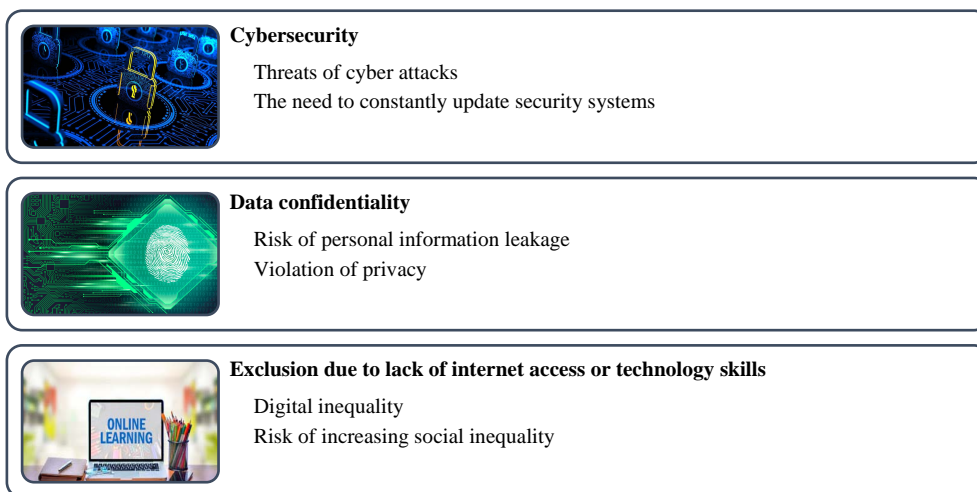 Cybersecurity
Threats of cyber attacks
The need to constantly update security systems
Data confidentiality
Risk of personal information leakage
Violation of privacy
Exclusion due to lack of internet access or technology skills
Digital inequality
Risk of increasing social inequality
ONLINE
LEARNING